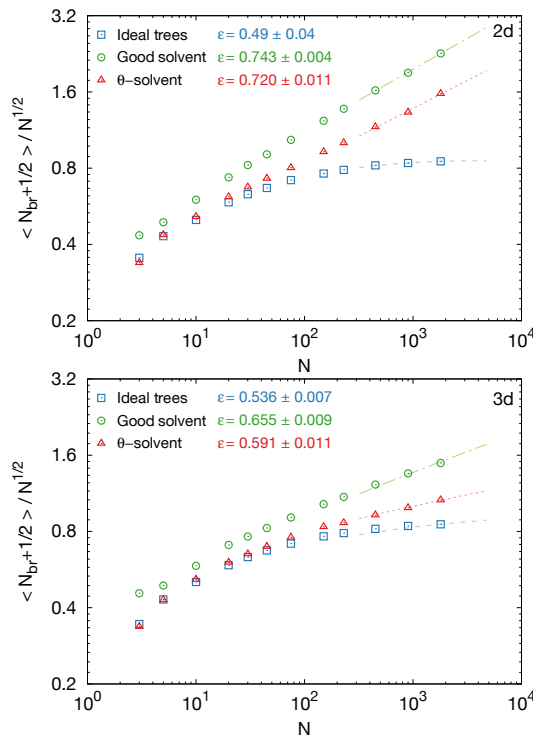 3.2
1.6
0.8
0.4
0.2
< N_br+1/2 > / N^1/2
Ideal trees ε= 0.49 ± 0.04
Good solvent ε= 0.743 ± 0.004
θ−solvent ε= 0.720 ± 0.011
2d
10^0 10^1 10^2 10^3 10^4
N
3.2
1.6
0.8
0.4
0.2
< N_br+1/2 > / N^1/2
Ideal trees ε= 0.536 ± 0.007
Good solvent ε= 0.655 ± 0.009
θ−solvent ε= 0.591 ± 0.011
3d
10^0 10^1 10^2 10^3 10^4
N